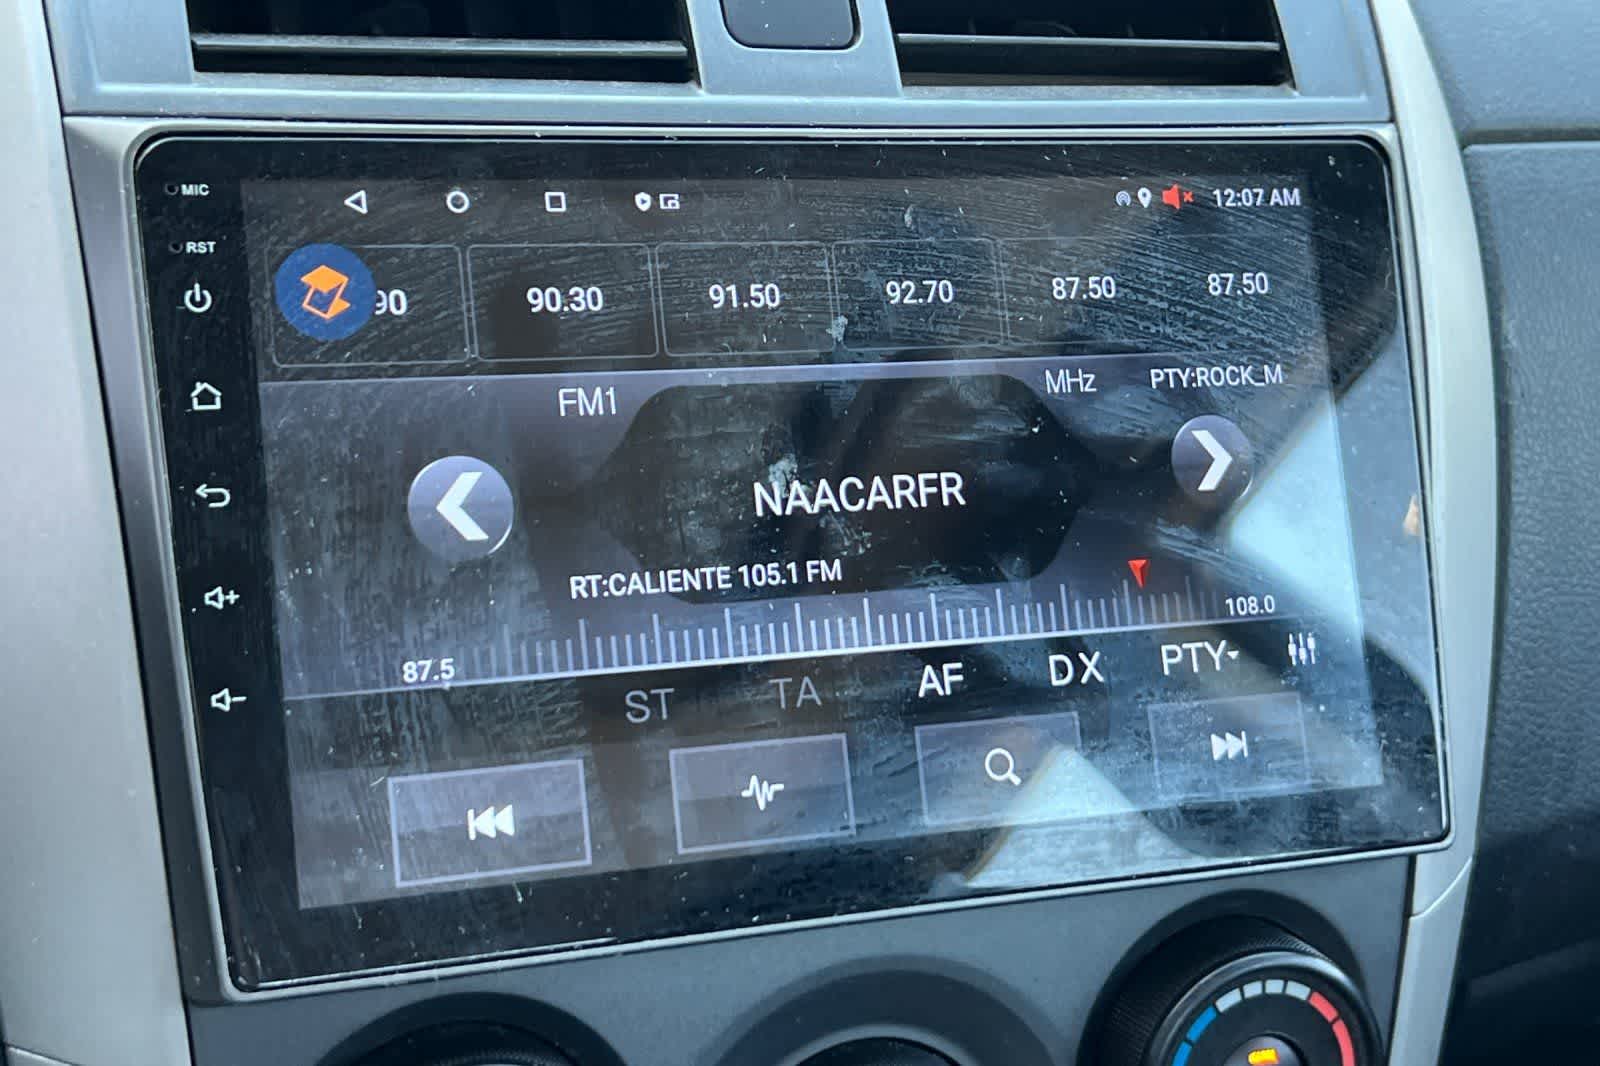 MIC
12:07 AM
RST
90 90.30 91.50 92.70 87.50 87.50
FM1 MHz PTY:ROCK_M
NAACARFR
RT:CALIENTE 105.1 FM
87.5 108.0
ST TA AF DX PTY